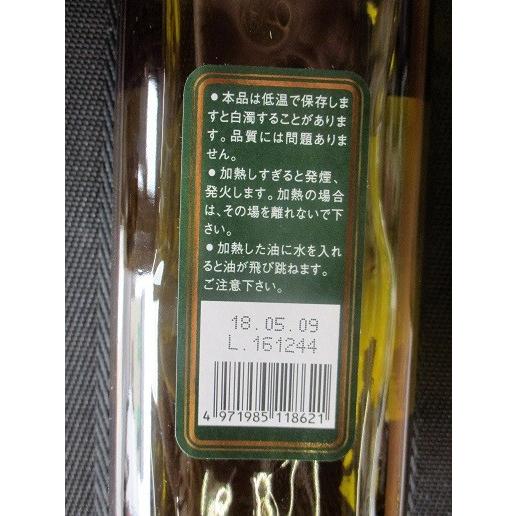 ● 本品は低温で保存しま
すと白濁することがありま
す。品質には問題ありま
せん。
● 加熱しすぎると発煙、
発火します。加熱の場合
は、その場を離れないで下
さい。
● 加熱した油に水を入れ
ると油が飛び跳ねます。
ご注意下さい。
18.05.09
L.161244
4 971985 118621